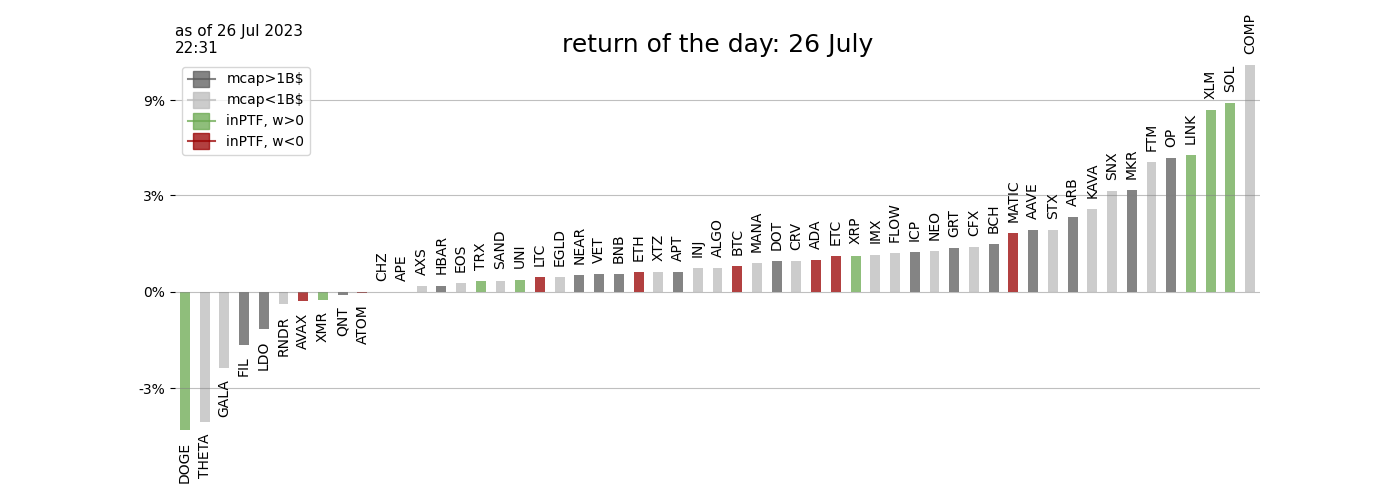 as of 26 Jul 2023
22:31
return of the day: 26 July
mcap>1B$
mcap<1B$
inPTF, w>0
inPTF, w<0
9%
3%
0%
-3%
DOGE
THETA
GALA
FIL
LDO
RNDR
AVAX
XMR
QNT
ATOM
CHZ
APE
AXS
HBAR
EOS
TRX
SAND
UNI
LTC
EGLD
NEAR
VET
BNB
ETH
XTZ
APT
INJ
ALGO
BTC
MANA
DOT
CRV
ADA
ETC
XRP
IMX
FLOW
ICP
NEO
GRT
CFX
BCH
MATIC
AAVE
STX
ARB
KAVA
SNX
MKR
FTM
OP
LINK
XLM
SOL
COMP